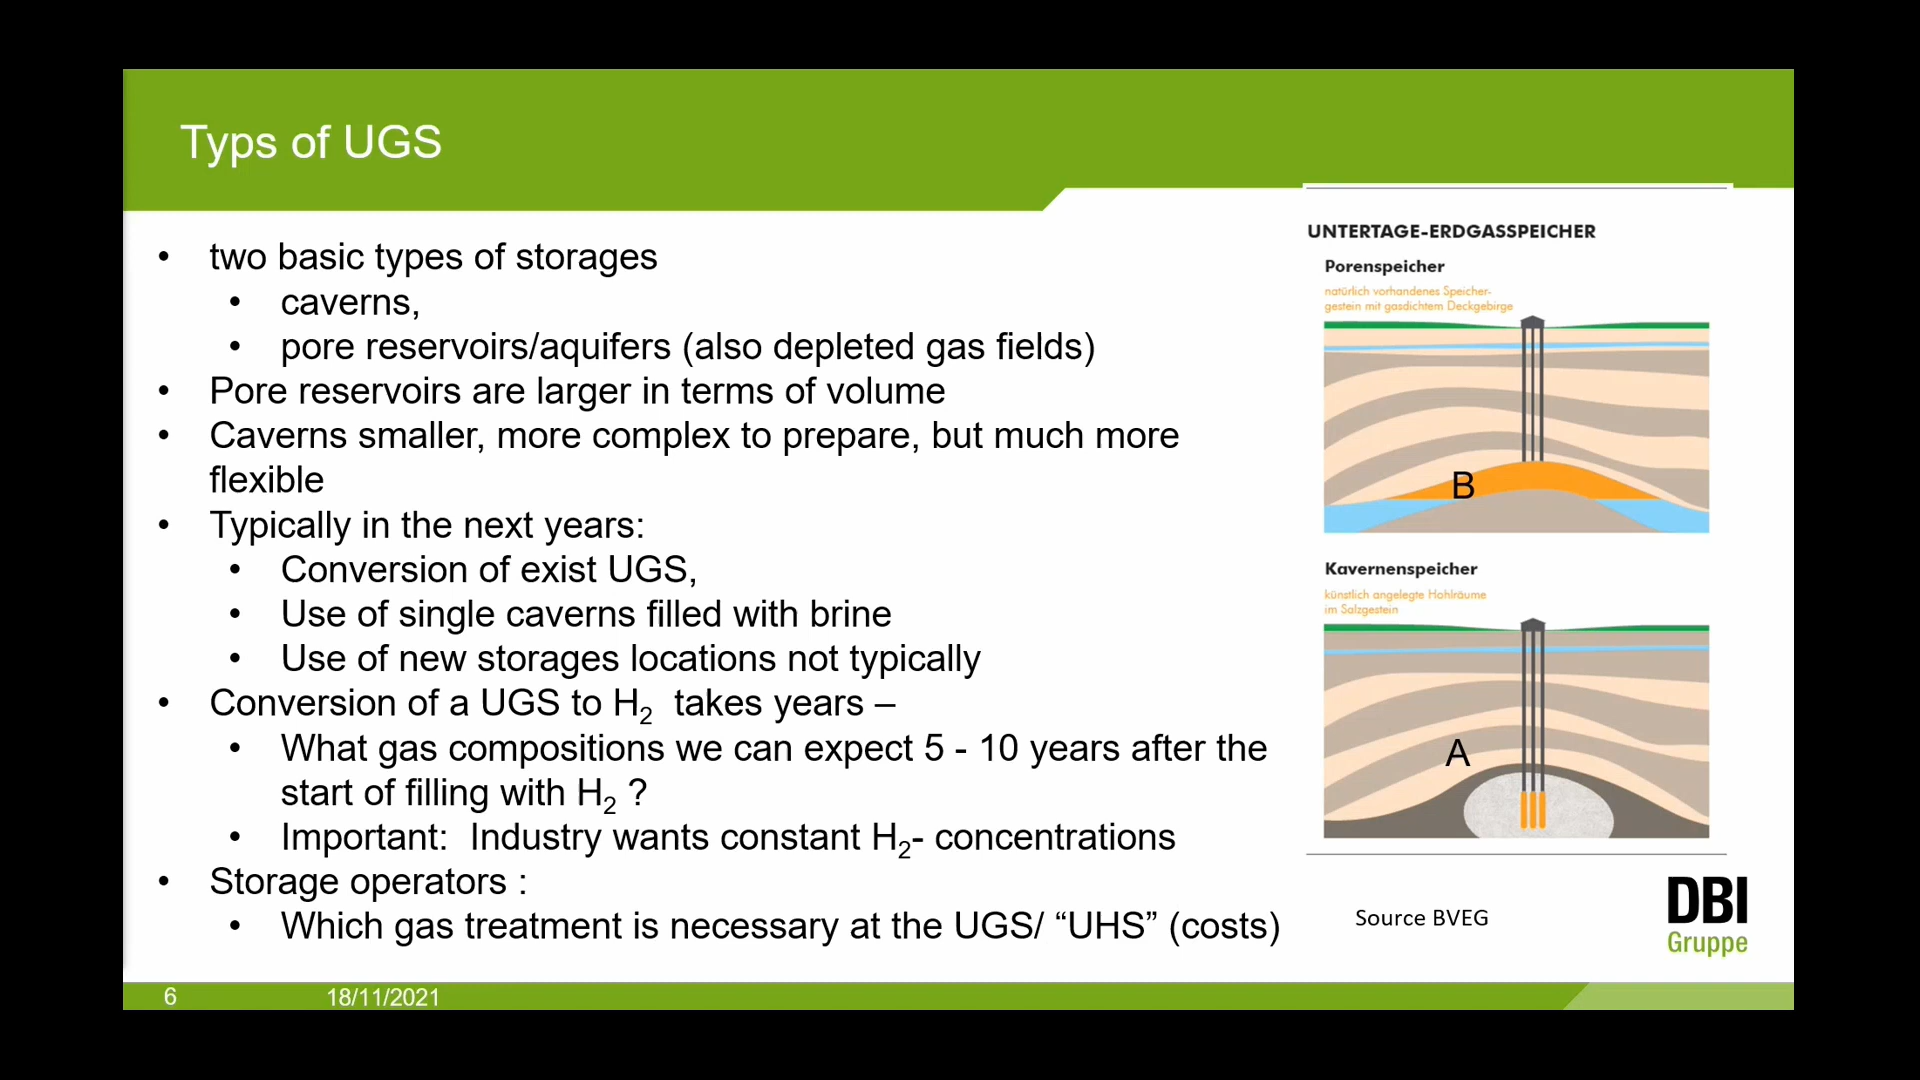 Typs of UGS
• two basic types of storages
• caverns,
• pore reservoirs/aquifers (also depleted gas fields)
• Pore reservoirs are larger in terms of volume
• Caverns smaller, more complex to prepare, but much more
flexible
• Typically in the next years:
• Conversion of exist UGS,
• Use of single caverns filled with brine
• Use of new storages locations not typically
• Conversion of a UGS to H₂ takes years –
• What gas compositions we can expect 5 - 10 years after the
start of filling with H₂ ?
• Important: Industry wants constant H₂- concentrations
• Storage operators :
• Which gas treatment is necessary at the UGS/ “UHS” (costs)
UNTERTAGE-ERDGASSPEICHER
Porenspeicher
natürlich vorhandenes Speicher-
gestein mit gasdichtem Deckgebirge
B
Kavernenspeicher
künstlich angelegte Hohlräume
im Salzgestein
A
Source BVEG
DBI
Gruppe
6 18/11/2021